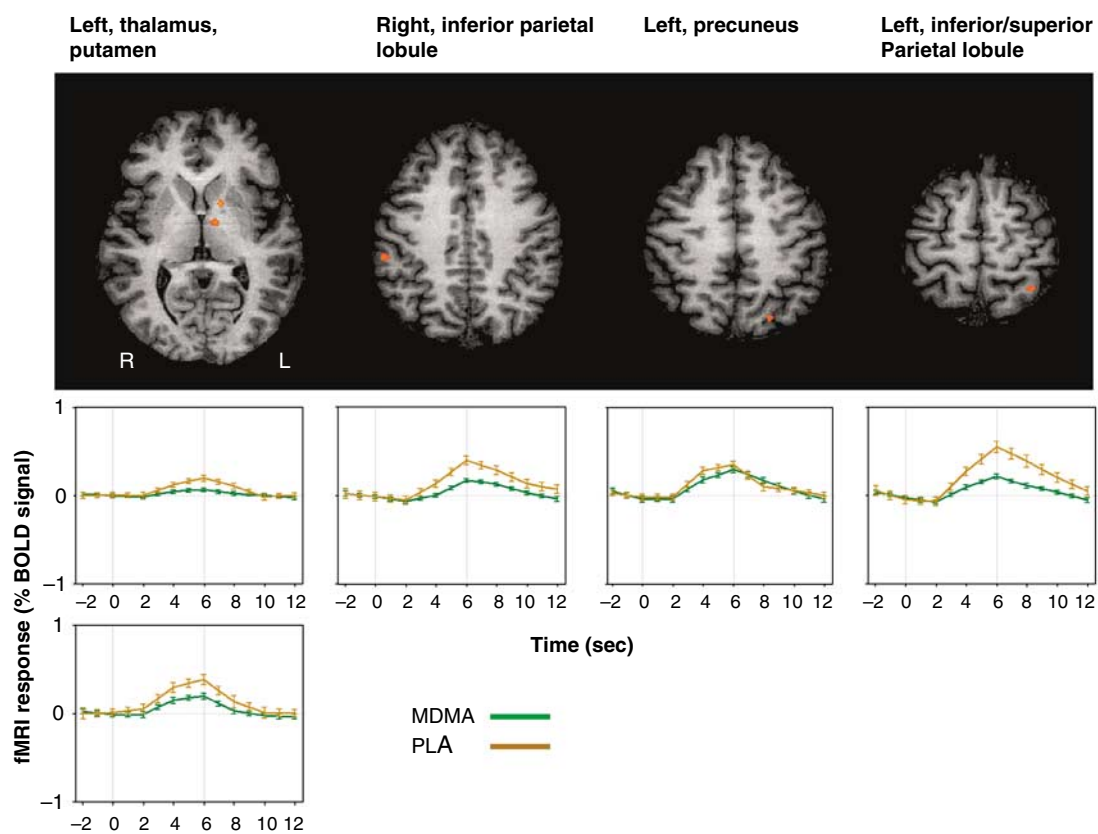 Left, thalamus,
putamen
Right, inferior parietal
lobule
Left, precuneus
Left, inferior/superior
Parietal lobule
R
L
fMRI response (% BOLD signal)
1
0
−1
−2 0 2 4 6 8 10 12
−2 0 2 4 6 8 10 12
−2 0 2 4 6 8 10 12
−2 0 2 4 6 8 10 12
Time (sec)
1
0
−1
−2 0 2 4 6 8 10 12
MDMA
PLA